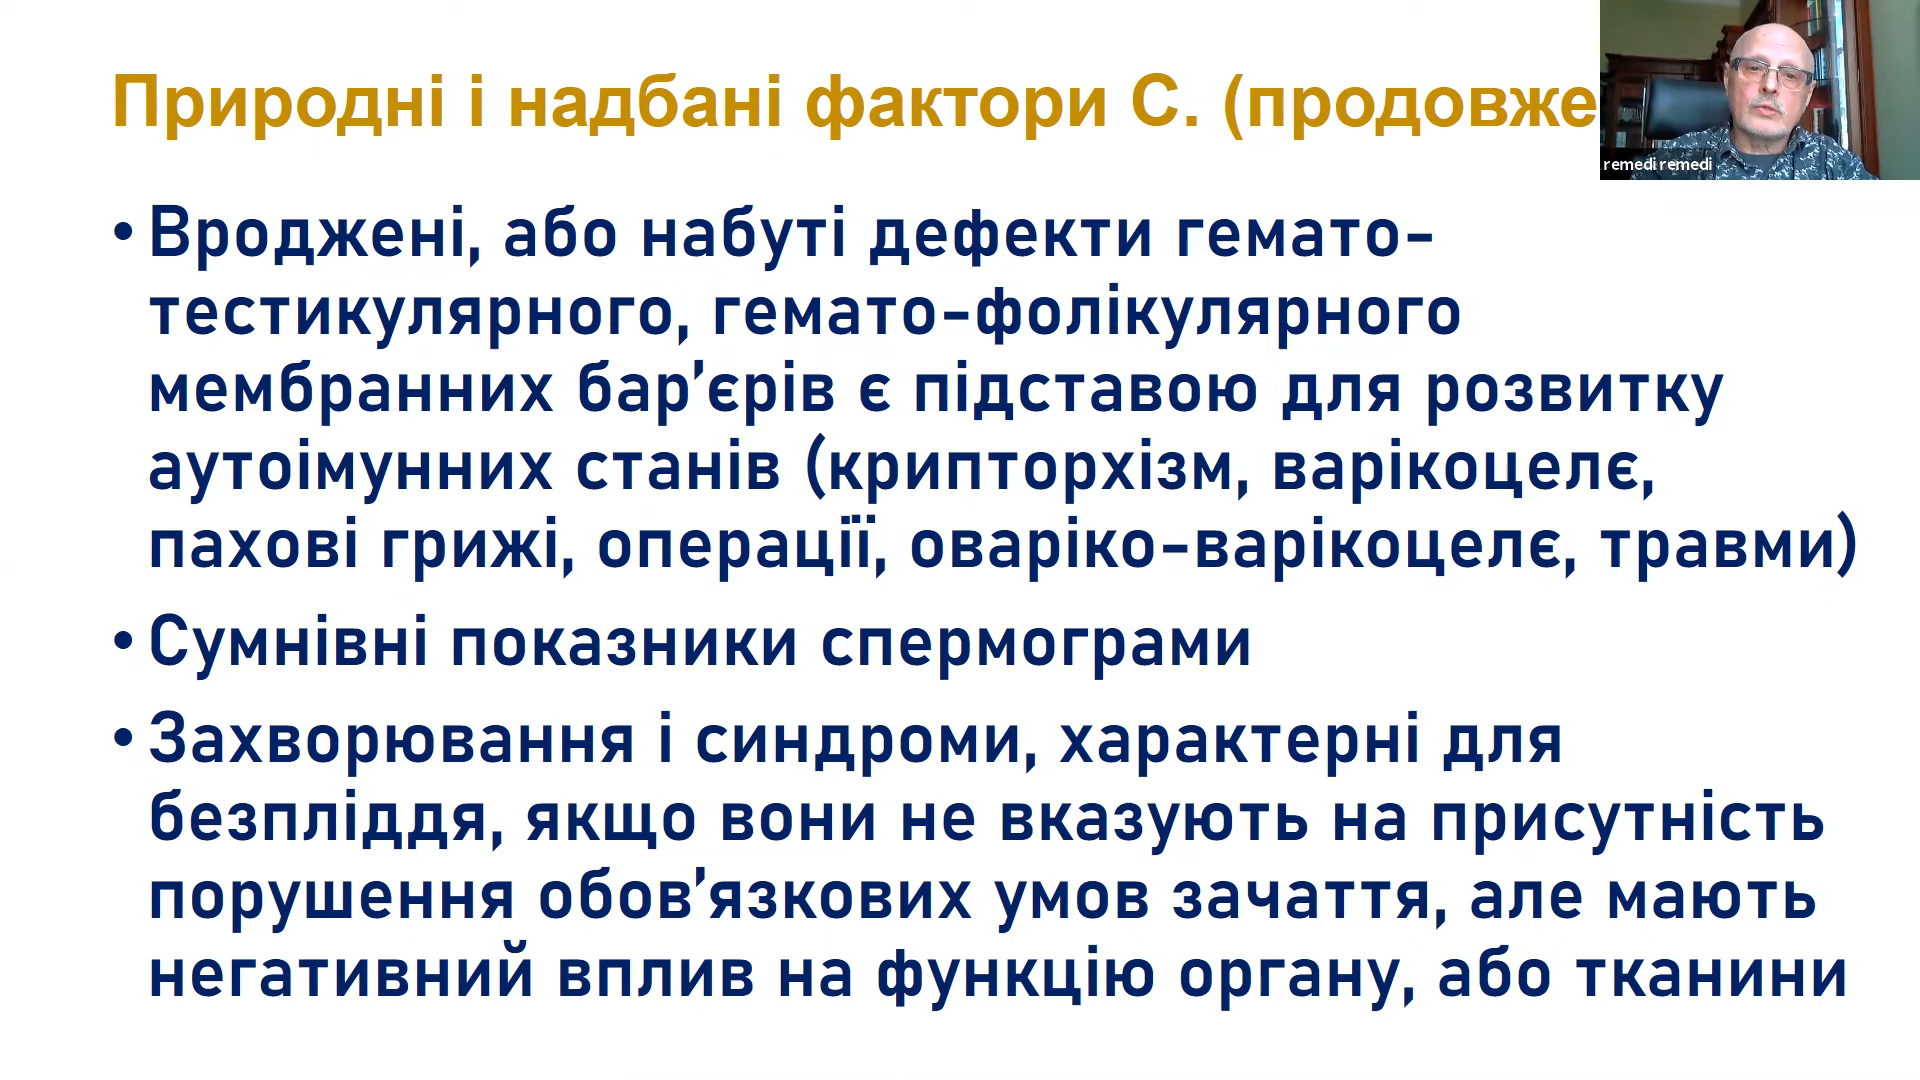 Природні і надбані фактори С. (продовже
remedi remedi
• Вроджені, або набуті дефекти гемато-
тестикулярного, гемато-фолікулярного
мембранних бар’єрів є підставою для розвитку
аутоімунних станів (крипторхізм, варікоцелє,
пахові грижі, операції, оваріко-варікоцелє, травми)
• Сумнівні показники спермограми
• Захворювання і синдроми, характерні для
безпліддя, якщо вони не вказують на присутність
порушення обов’язкових умов зачаття, але мають
негативний вплив на функцію органу, або тканини